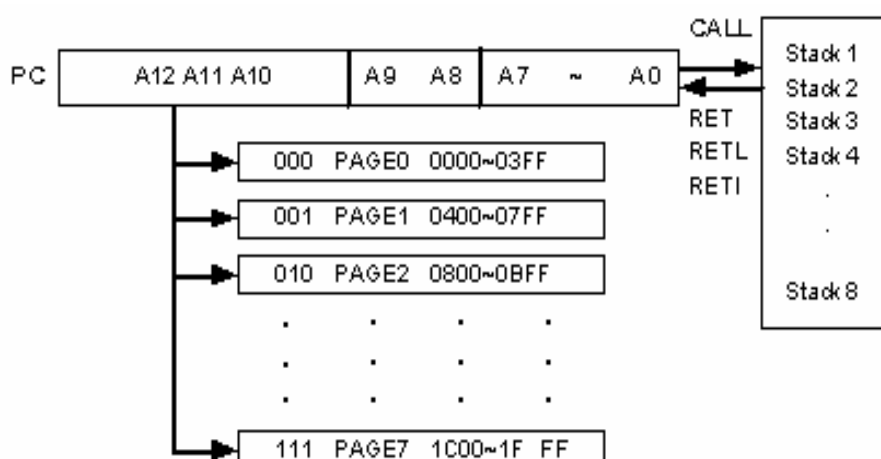 CALL
PC A12 A11 A10 A9 A8 A7 ~ A0
Stack 1
Stack 2
RET
Stack 3
RETL
Stack 4
RETI
000 PAGE0 0000~03FF
001 PAGE1 0400~07FF
010 PAGE2 0800~0BFF
Stack 8
111 PAGE7 1C00~1F FF